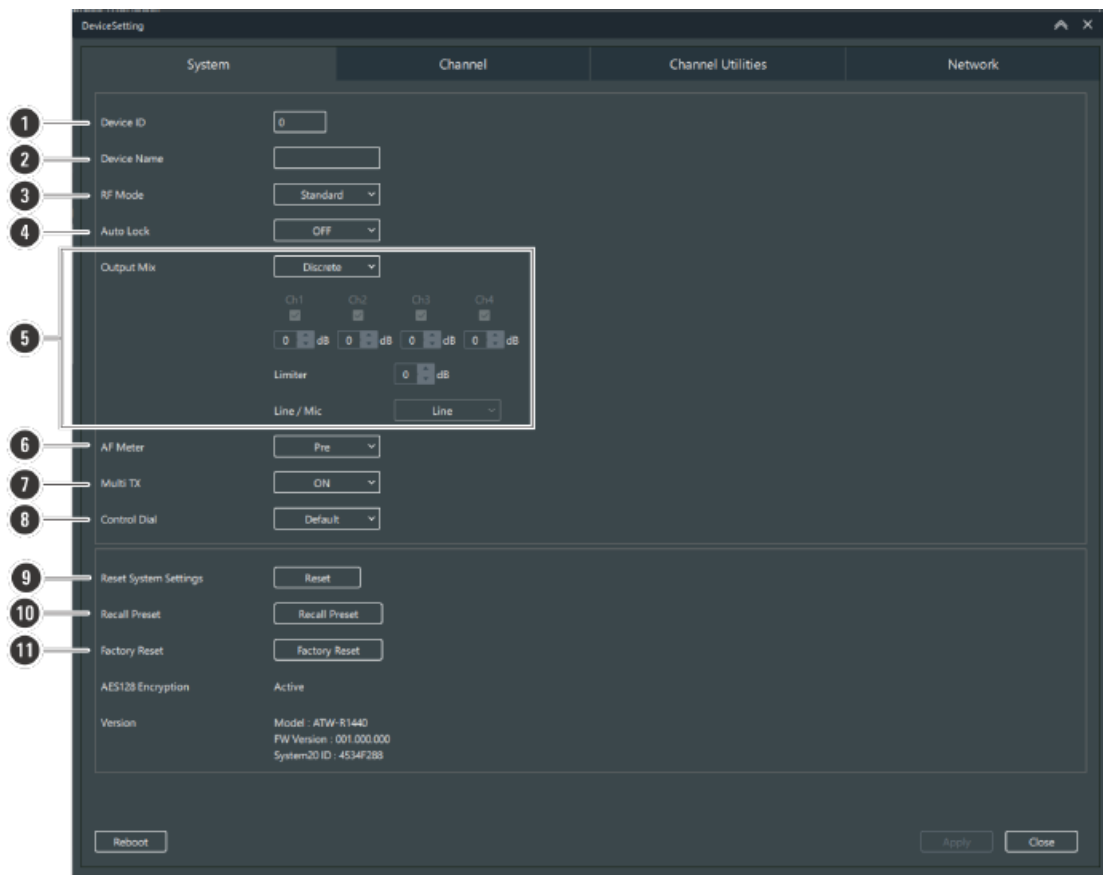 DeviceSetting
System Channel Channel Utilities Network
1 Device ID 0
2 Device Name
3 RF Mode Standard
4 Auto Lock OFF
Output Mix Discrete
Ch1 Ch2 Ch3 Ch4
5 0 dB 0 dB 0 dB 0 dB
Limiter 0 dB
Line / Mic Line
6 AF Meter Pre
7 Multi TX ON
8 Control Dial Default
9 Reset System Settings Reset
10 Recall Preset Recall Preset
11 Factory Reset Factory Reset
AES128 Encryption Active
Version Model : ATW-R1440
FW Version : 001.000.000
System20 ID : 4534F288
Reboot Apply Close